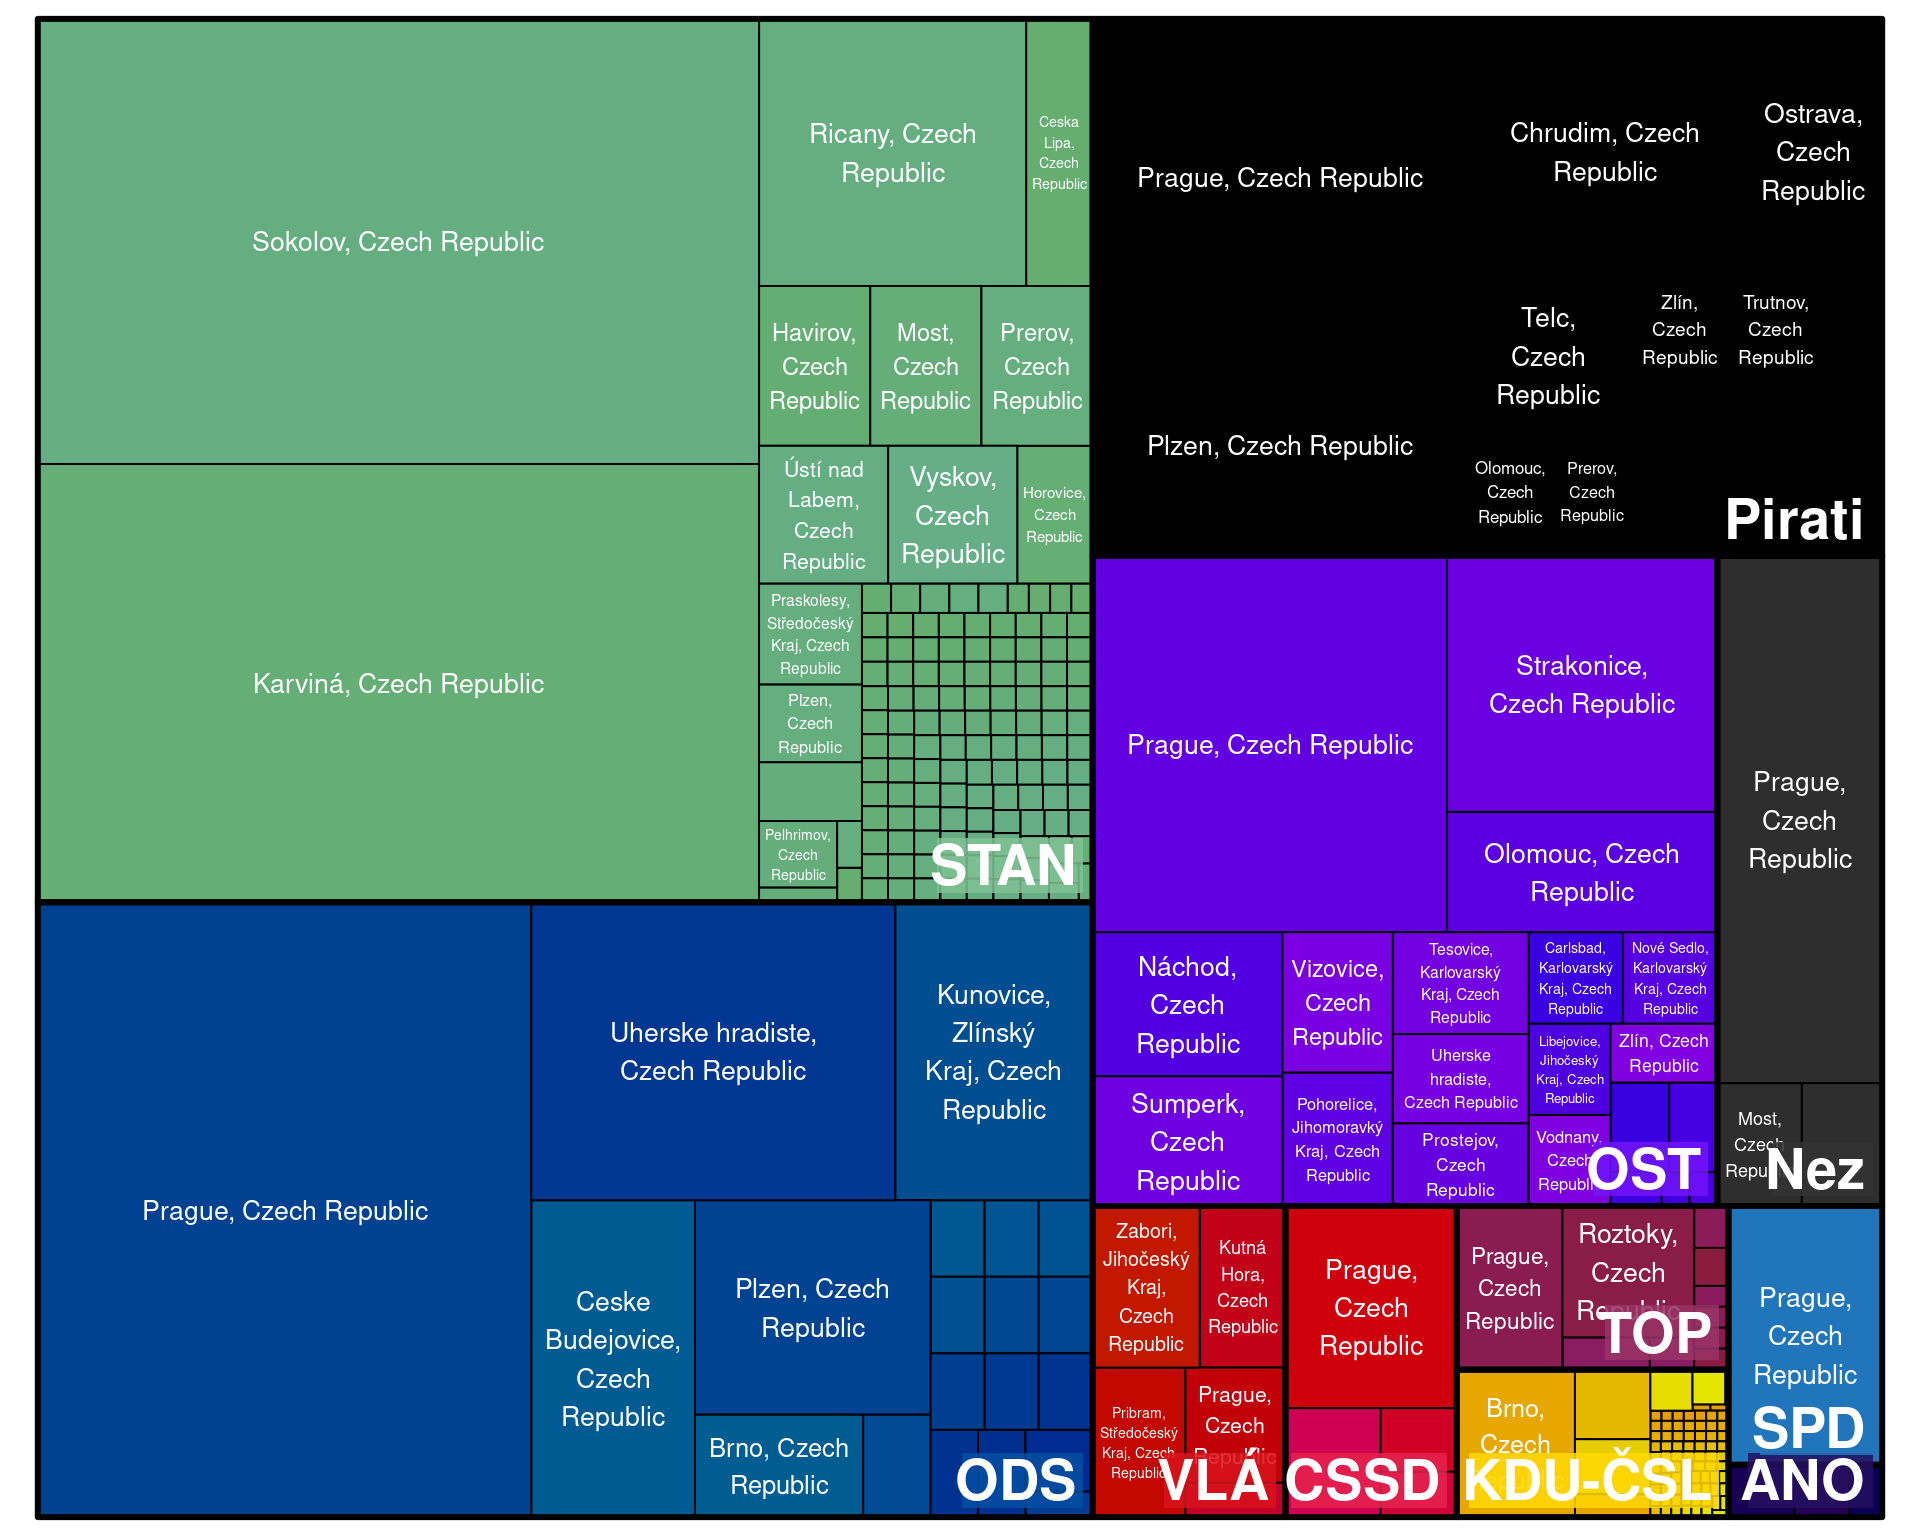 Sokolov, Czech Republic
Karviná, Czech Republic
Ricany, Czech
Republic
Ceska
Lipa,
Czech
Republic
Havirov,
Czech
Republic
Most,
Czech
Republic
Prerov,
Czech
Republic
Ústí nad
Labem,
Czech
Republic
Vyskov,
Czech
Republic
Horovice,
Czech
Republic
Praskolesy,
Středočeský
Kraj, Czech
Republic
Plzen,
Czech
Republic
Pelhrimov,
Czech
Republic
STAN
Prague, Czech Republic
Plzen, Czech Republic
Chrudim, Czech
Republic
Ostrava,
Czech
Republic
Telc,
Czech
Republic
Zlín,
Czech
Republic
Trutnov,
Czech
Republic
Olomouc,
Czech
Republic
Prerov,
Czech
Republic
Pirati
Prague, Czech Republic
Strakonice,
Czech Republic
Olomouc, Czech
Republic
Náchod,
Czech
Republic
Sumperk,
Czech
Republic
Vizovice,
Czech
Republic
Pohorelice,
Jihomoravký
Kraj, Czech
Republic
Tesovice,
Karlovarský
Kraj, Czech
Republic
Uherske
hradiste,
Czech Republic
Prostejov,
Czech
Republic
Carlsbad,
Karlovarský
Kraj, Czech
Republic
Nové Sedlo,
Karlovarský
Kraj, Czech
Republic
Libejovice,
Jihočeský
Kraj, Czech
Republic
Zlín, Czech
Republic
Vodnany,
Czech
Republic
OST
Prague,
Czech
Republic
Most,
Czech
Republic
Nez
Prague, Czech Republic
Uherske hradiste,
Czech Republic
Kunovice,
Zlínský
Kraj, Czech
Republic
Ceske
Budejovice,
Czech
Republic
Plzen, Czech
Republic
Brno, Czech
Republic
ODS
Zabori,
Jihočeský
Kraj,
Czech
Republic
Kutná
Hora,
Czech
Republic
Pribram,
Středočeský
Kraj, Czech
Republic
Prague,
Czech
Republic
VLÁ
Prague,
Czech
Republic
CSSD
Prague,
Czech
Republic
Roztoky,
Czech
Republic
TOP
Brno,
Czech
KDU-ČSL
Prague,
Czech
Republic
SPD
ANO